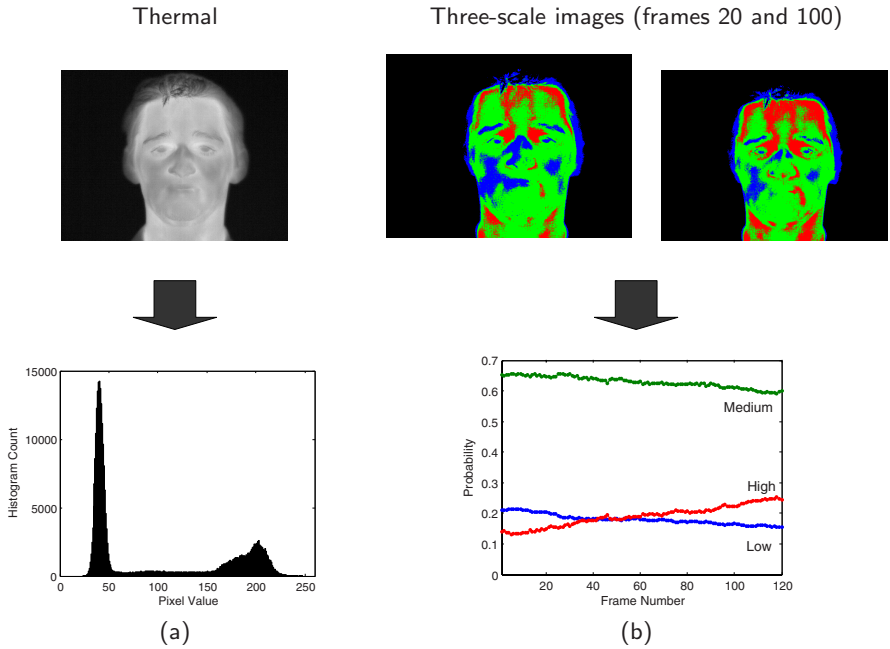 Thermal
Three-scale images (frames 20 and 100)
15000
10000
5000
0
Histogram Count
0 50 100 150 200 250
Pixel Value
(a)
0.7
0.6
0.5
0.4
0.3
0.2
0.1
0
Probability
Medium
High
Low
20 40 60 80 100 120
Frame Number
(b)